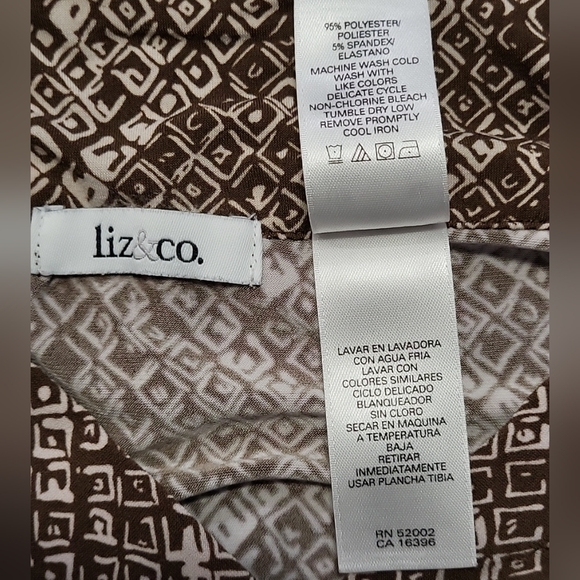 95% POLYESTER/
POLIESTER
5% SPANDEX/
ELASTANO
MACHINE WASH COLD
WASH WITH
LIKE COLORS
DELICATE CYCLE
NON-CHLORINE BLEACH
TUMBLE DRY LOW
REMOVE PROMPTLY
COOL IRON
liz&co.
LAVAR EN LAVADORA
CON AGUA FRIA
LAVAR CON
COLORES SIMILARES
CICLO DELICADO
BLANQUEADOR
SIN CLORO
SECAR EN MAQUINA
A TEMPERATURA
BAJA
RETIRAR
INMEDIATAMENTE
USAR PLANCHA TIBIA
RN 52002
CA 16396